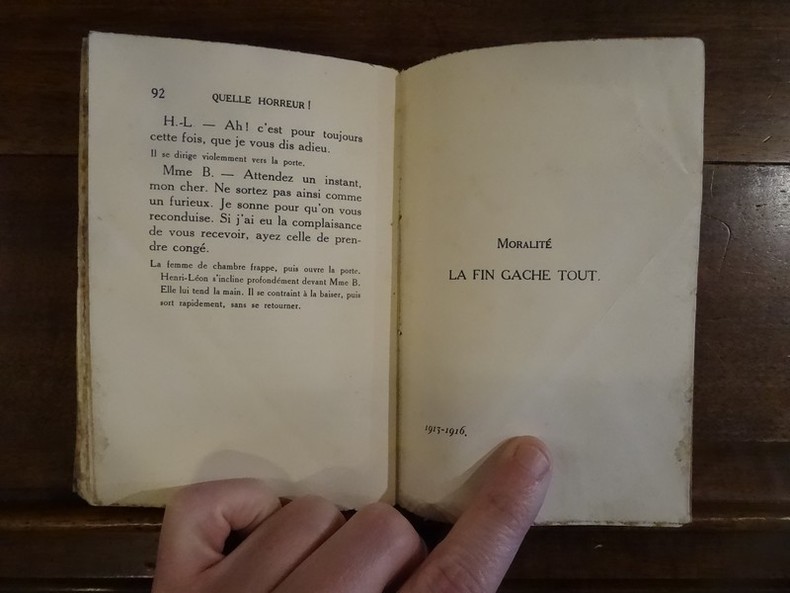 92 QUELLE HORREUR !
H.-L — Ah ! c'est pour toujours
cette fois, que je vous dis adieu.
Il se dirige violemment vers la porte.
Mme B. — Attendez un instant,
mon cher. Ne sortez pas ainsi comme
un furieux. Je sonne pour qu'on vous
reconduise. Si j'ai eu la complaisance
de vous recevoir, ayez celle de pren-
dre congé.
La femme de chambre frappe, puis ouvre la porte.
Henri-Léon s'incline profondément devant Mme B.
Elle lui tend la main. Il se contraint à la baiser, puis
sort rapidement, sans se retourner.
MORALITÉ
LA FIN GACHE TOUT.
1913-1916.